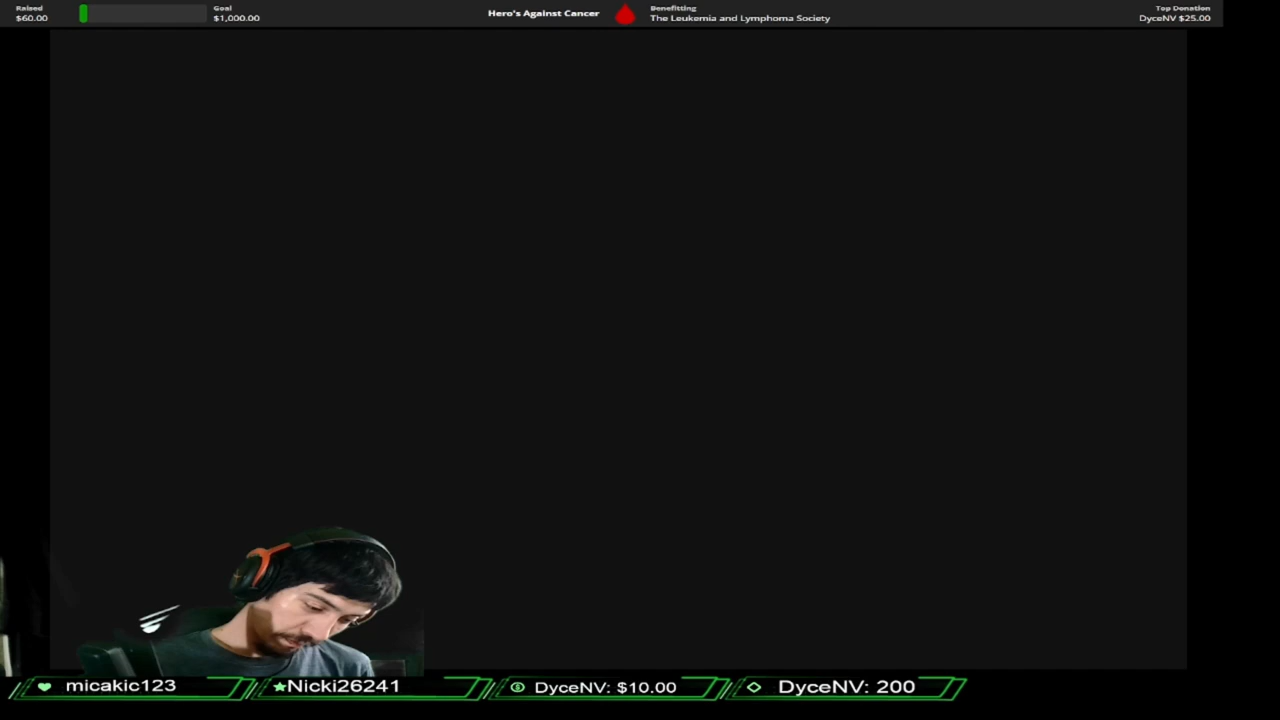 Raised
$60.00
Goal
$1,000.00
Hero's Against Cancer
Benefitting
The Leukemia and Lymphoma Society
Top Donation
DyceNV $25.00
micakic123
Nicki26241
DyceNV: $10.00
DyceNV: 200